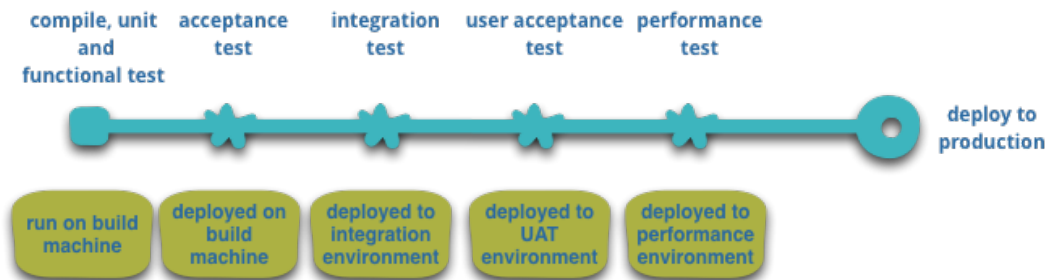 compile, unit
and
functional test
acceptance
test
integration
test
user acceptance
test
performance
test
deploy to
production
run on build
machine
deployed on
build
machine
deployed to
integration
environment
deployed to
UAT
environment
deployed to
performance
environment